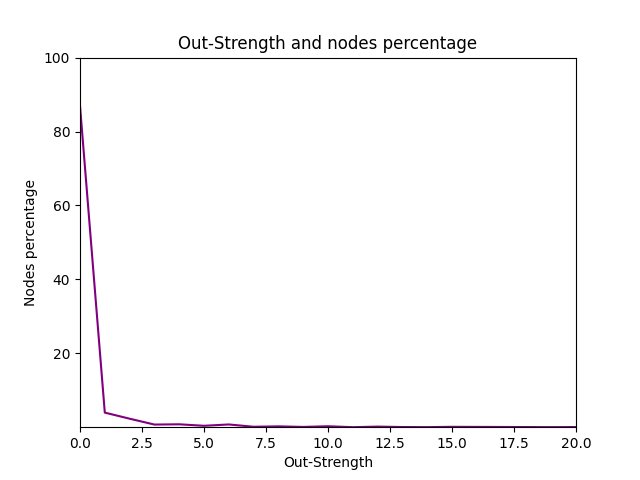 Out-Strength and nodes percentage
100
80
60
40
20
Nodes percentage
0.0 2.5 5.0 7.5 10.0 12.5 15.0 17.5 20.0
Out-Strength